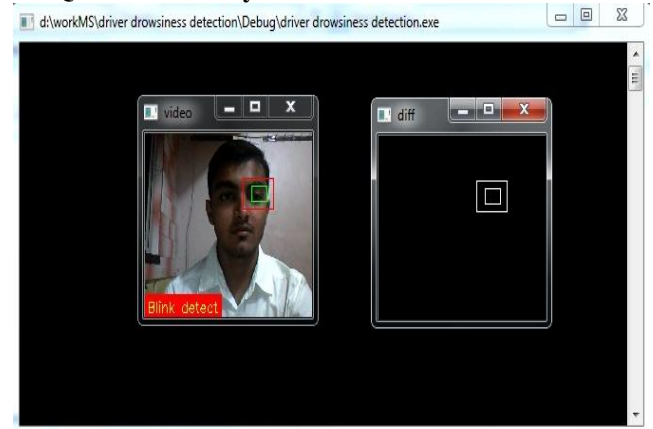 d:\workMS\driver drowsiness detection\Debug\driver drowsiness detection.exe
video
diff
Blink detect